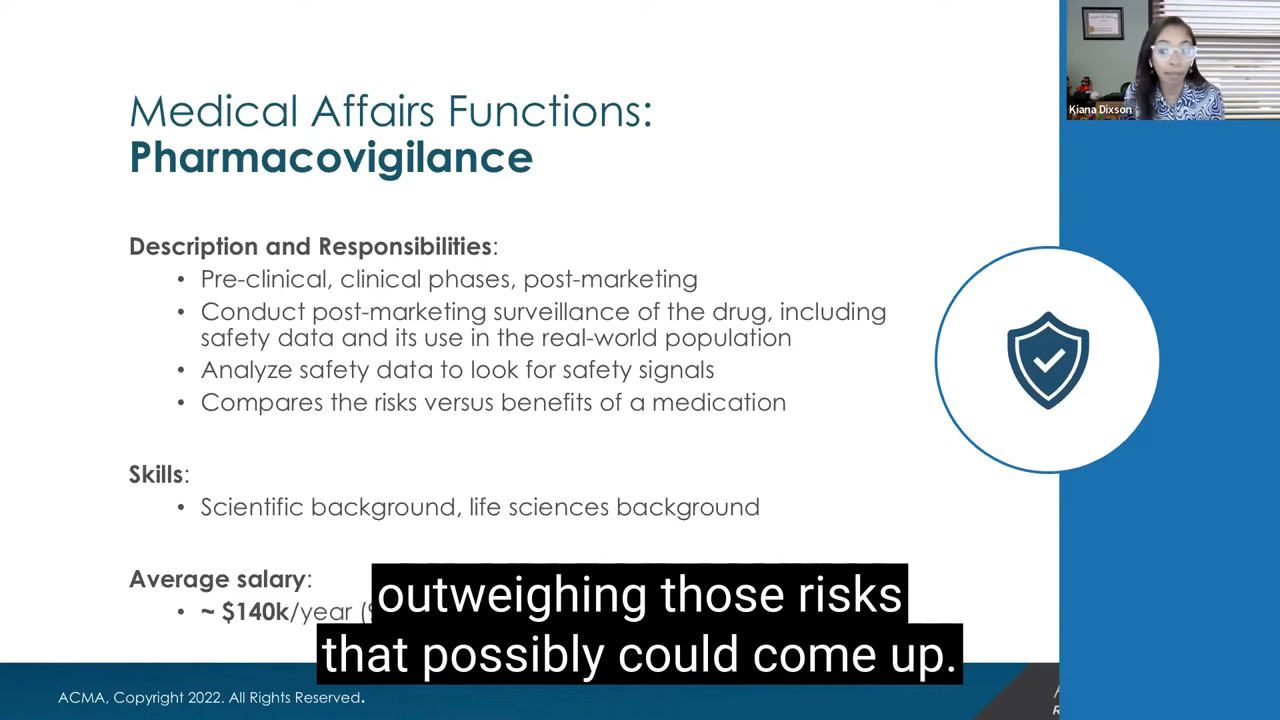 Medical Affairs Functions:
Pharmacovigilance
Kiana Dixson
Description and Responsibilities:
• Pre-clinical, clinical phases, post-marketing
• Conduct post-marketing surveillance of the drug, including
safety data and its use in the real-world population
• Analyze safety data to look for safety signals
• Compares the risks versus benefits of a medication
Skills:
• Scientific background, life sciences background
Average salary:
• ~ $140k/year
outweighing those risks
that possibly could come up.
ACMA, Copyright 2022. All Rights Reserved.